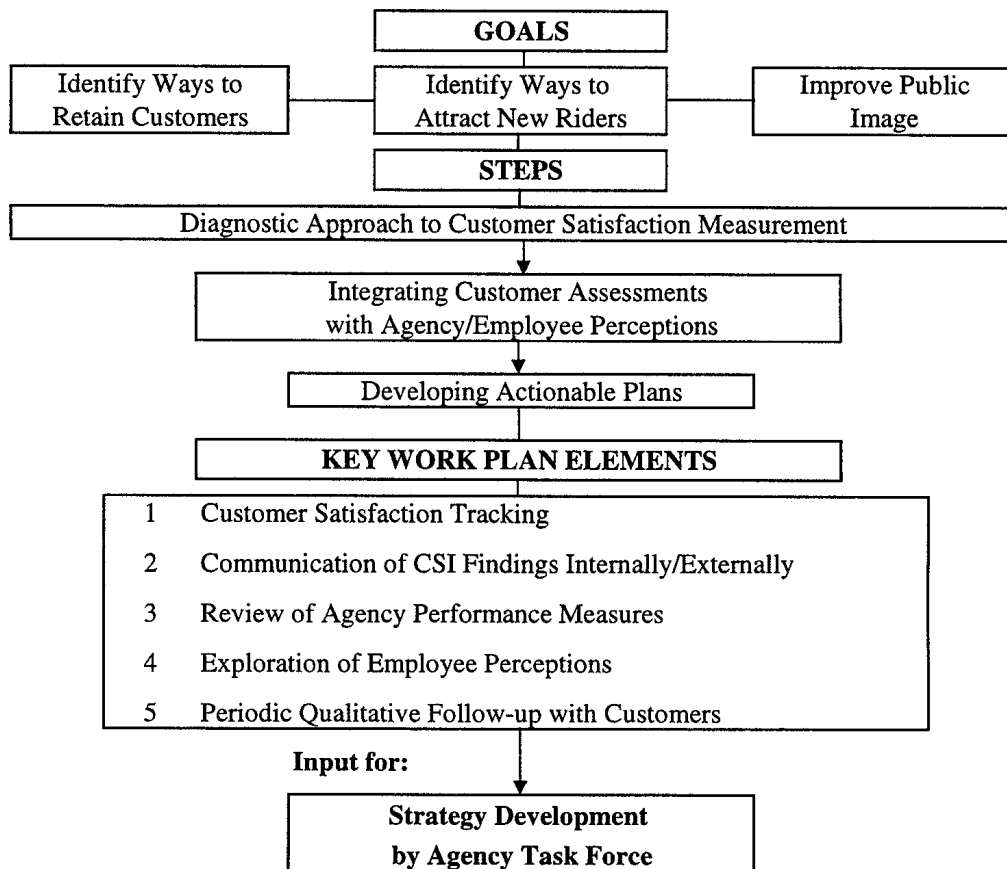 GOALS
Identify Ways to
Retain Customers
Identify Ways to
Attract New Riders
Improve Public
Image
STEPS
Diagnostic Approach to Customer Satisfaction Measurement
Integrating Customer Assessments
with Agency/Employee Perceptions
Developing Actionable Plans
KEY WORK PLAN ELEMENTS
1 Customer Satisfaction Tracking
2 Communication of CSI Findings Internally/Externally
3 Review of Agency Performance Measures
4 Exploration of Employee Perceptions
5 Periodic Qualitative Follow-up with Customers
Input for:
Strategy Development
by Agency Task Force